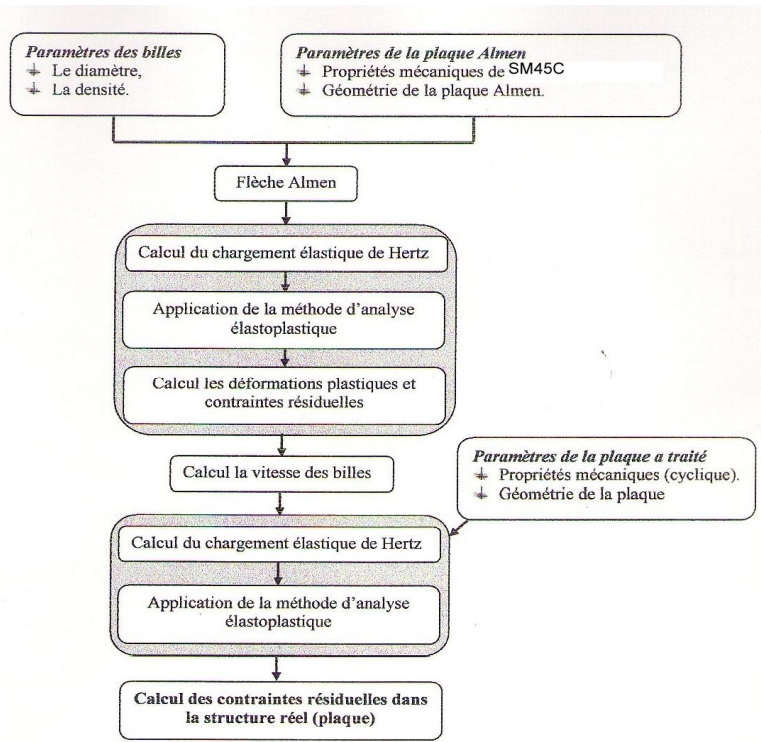 Paramètres des billes
Le diamètre,
La densité.
Paramètres de la plaque Almen
Propriétés mécaniques de SM45C
Géométrie de la plaque Almen.
Flèche Almen
Calcul du chargement élastique de Hertz
Application de la méthode d'analyse
élastoplastique
Calcul les déformations plastiques et
contraintes résiduelles
Calcul la vitesse des billes
Paramètres de la plaque a traité
Propriétés mécaniques (cyclique).
Géométrie de la plaque
Calcul du chargement élastique de Hertz
Application de la méthode d'analyse
élastoplastique
Calcul des contraintes résiduelles dans
la structure réel (plaque)